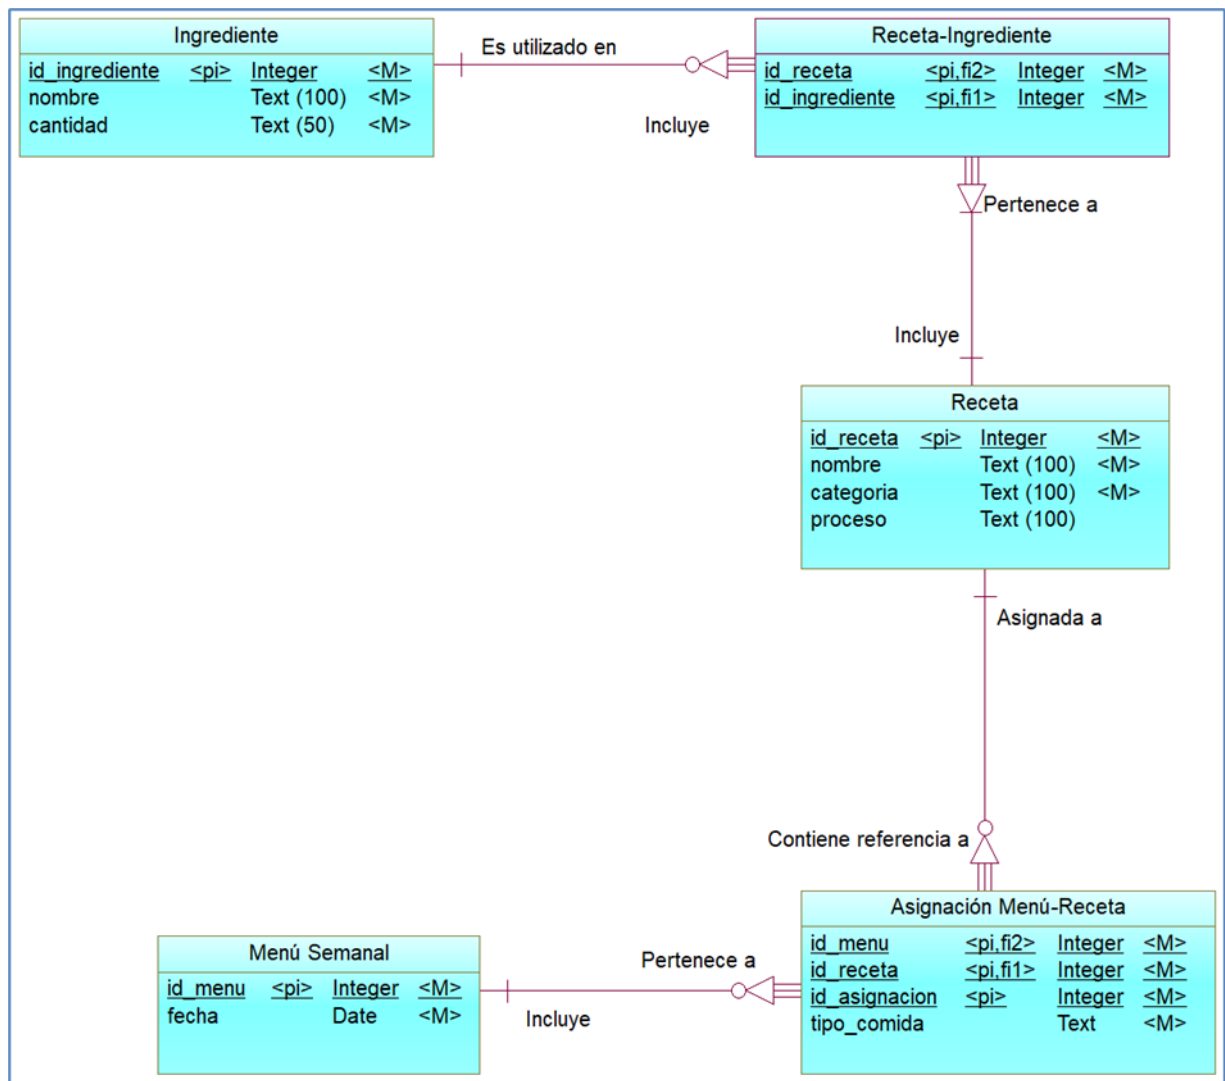 Ingrediente
id_ingrediente <pi> Integer <M>
nombre Text (100) <M>
cantidad Text (50) <M>
Es utilizado en
Incluye
Receta-Ingrediente
id_receta <pi,fi2> Integer <M>
id_ingrediente <pi,fi1> Integer <M>
Pertenece a
Incluye
Receta
id_receta <pi> Integer <M>
nombre Text (100) <M>
categoria Text (100) <M>
proceso Text (100)
Asignada a
Contiene referencia a
Asignación Menú-Receta
id_menu <pi,fi2> Integer <M>
id_receta <pi,fi1> Integer <M>
id_asignacion <pi> Integer <M>
tipo_comida Text <M>
Pertenece a
Incluye
Menú Semanal
id_menu <pi> Integer <M>
fecha Date <M>